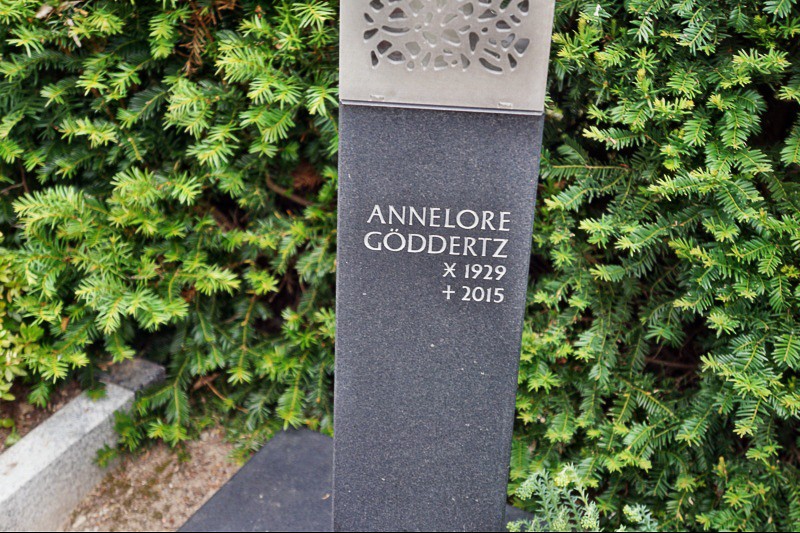 ANNELORE
GÖDDERTZ
* 1929
+ 2015